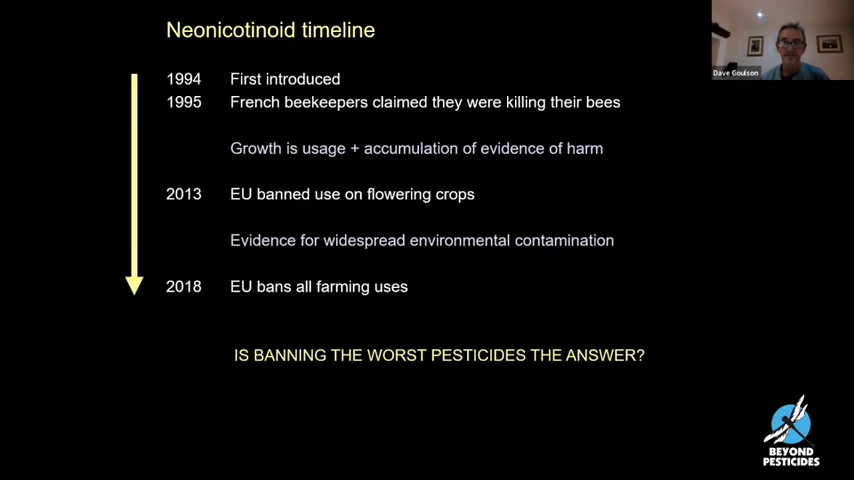 Neonicotinoid timeline
1994 First introduced
1995 French beekeepers claimed they were killing their bees
Growth is usage + accumulation of evidence of harm
2013 EU banned use on flowering crops
Evidence for widespread environmental contamination
2018 EU bans all farming uses
IS BANNING THE WORST PESTICIDES THE ANSWER?
Dave Goulson
BEYOND
PESTICIDES